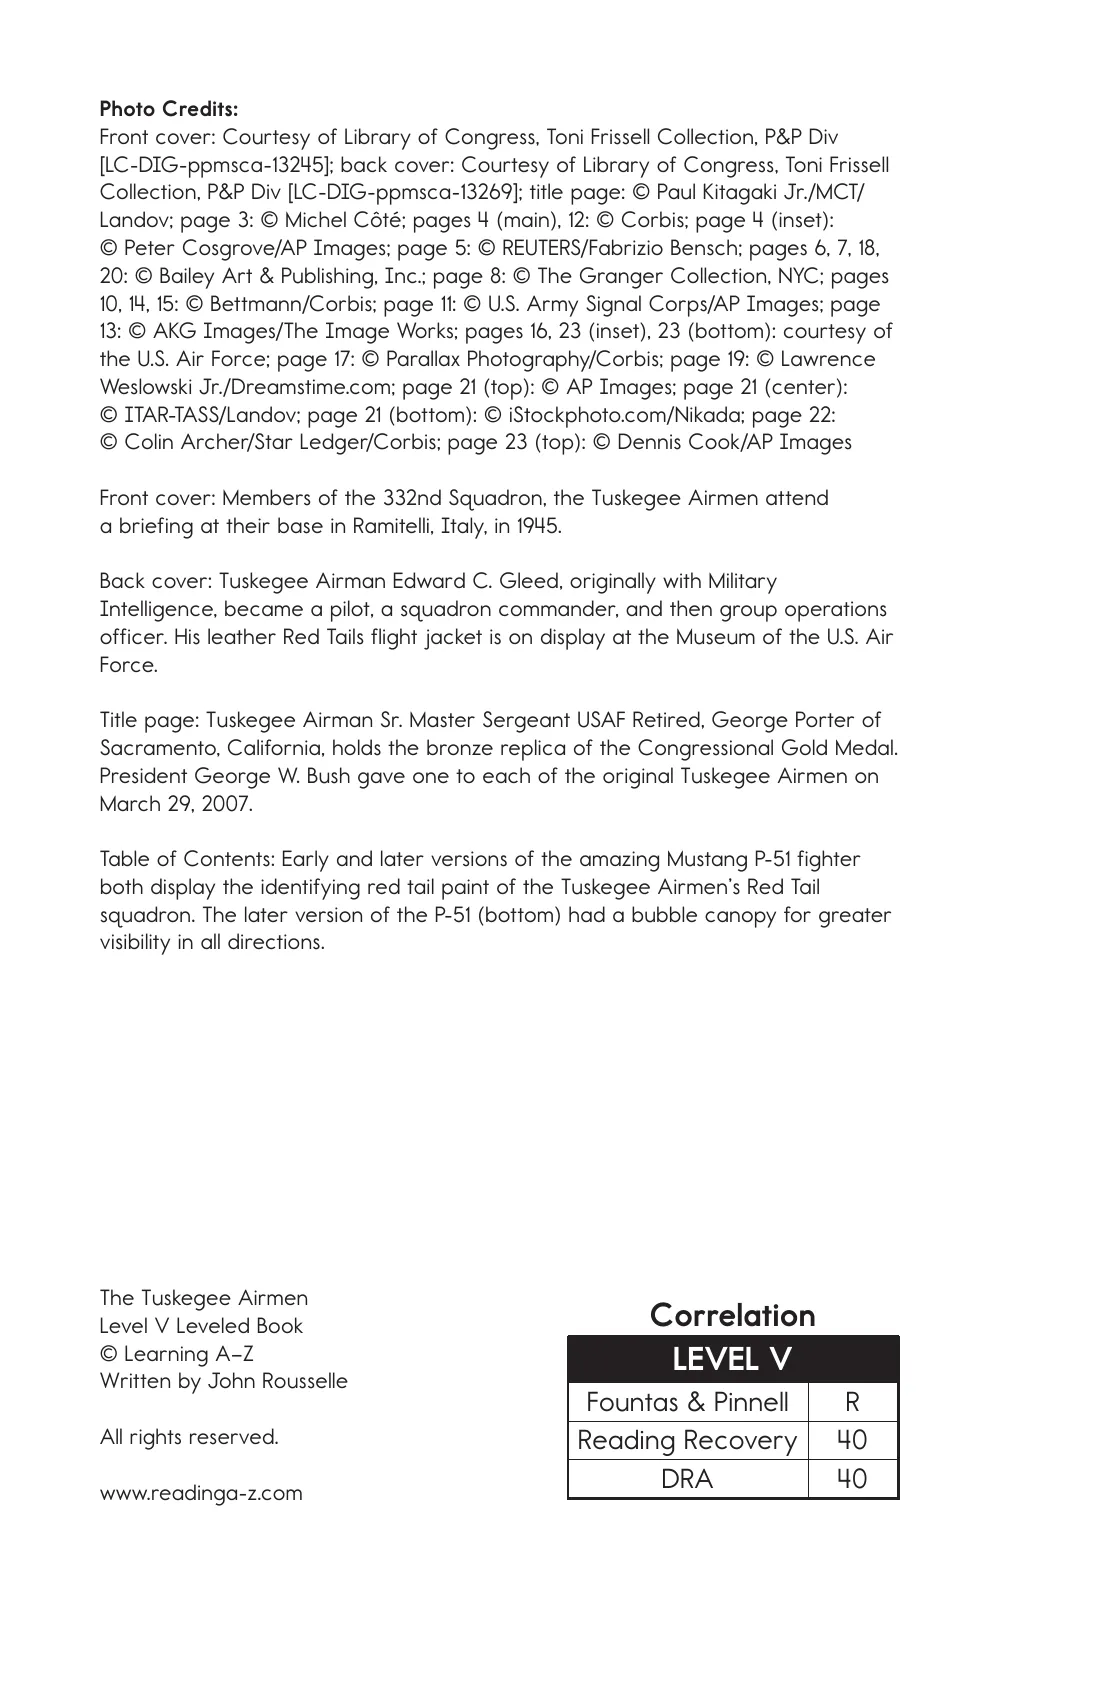 Photo Credits:
Front cover: Courtesy of Library of Congress, Toni Frissell Collection, P&P Div
[LC-DIG-ppmsca-13245]; back cover: Courtesy of Library of Congress, Toni Frissell
Collection, P&P Div [LC-DIG-ppmsca-13269]; title page: © Paul Kitagaki Jr./MCT/
Landov; page 3: © Michel Côté; pages 4 (main), 12: © Corbis; page 4 (inset):
© Peter Cosgrove/AP Images; page 5: © REUTERS/Fabrizio Bensch; pages 6, 7, 18,
20: © Bailey Art & Publishing, Inc.; page 8: © The Granger Collection, NYC; pages
10, 14, 15: © Bettmann/Corbis; page 11: © U.S. Army Signal Corps/AP Images; page
13: © AKG Images/The Image Works; pages 16, 23 (inset), 23 (bottom): courtesy of
the U.S. Air Force; page 17: © Parallax Photography/Corbis; page 19: © Lawrence
Weslowski Jr./Dreamstime.com; page 21 (top): © AP Images; page 21 (center):
© ITAR-TASS/Landov; page 21 (bottom): © iStockphoto.com/Nikada; page 22:
© Colin Archer/Star Ledger/Corbis; page 23 (top): © Dennis Cook/AP Images
Front cover: Members of the 332nd Squadron, the Tuskegee Airmen attend
a briefing at their base in Ramitelli, Italy, in 1945.
Back cover: Tuskegee Airman Edward C. Gleed, originally with Military
Intelligence, became a pilot, a squadron commander, and then group operations
officer. His leather Red Tails flight jacket is on display at the Museum of the U.S. Air
Force.
Title page: Tuskegee Airman Sr. Master Sergeant USAF Retired, George Porter of
Sacramento, California, holds the bronze replica of the Congressional Gold Medal.
President George W. Bush gave one to each of the original Tuskegee Airmen on
March 29, 2007.
Table of Contents: Early and later versions of the amazing Mustang P-51 fighter
both display the identifying red tail paint of the Tuskegee Airmen's Red Tail
squadron. The later version of the P-51 (bottom) had a bubble canopy for greater
visibility in all directions.
The Tuskegee Airmen
Level V Leveled Book
© Learning A–Z
Written by John Rousselle
All rights reserved.
www.readinga-z.com
Correlation
LEVEL V
Fountas & Pinnell R
Reading Recovery 40
DRA 40